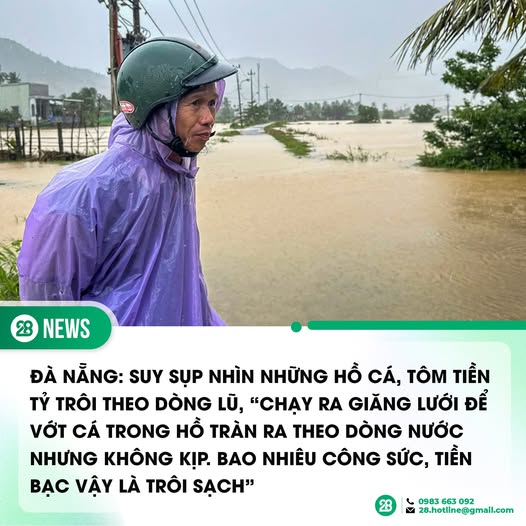 28 NEWS
ĐÀ NẴNG: SUY SỤP NHÌN NHỮNG HỒ CÁ, TÔM TIỀN
TỶ TRÔI THEO DÒNG LŨ, “CHẠY RA GIĂNG LƯỚI ĐỂ
VỚT CÁ TRONG HỒ TRÀN RA THEO DÒNG NƯỚC
NHƯNG KHÔNG KỊP. BAO NHIÊU CÔNG SỨC, TIỀN
BẠC VẬY LÀ TRÔI SẠCH”
28
0983 663 092
28.hotline@gmail.com